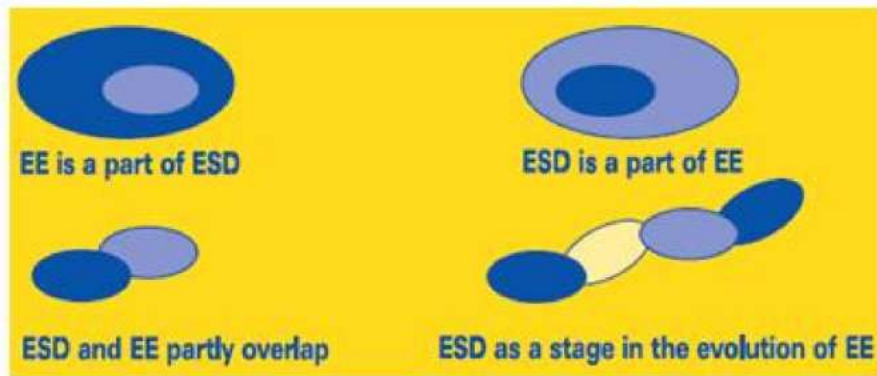 EE is a part of ESD
ESD is a part of EE
ESD and EE partly overlap
ESD as a stage in the evolution of EE